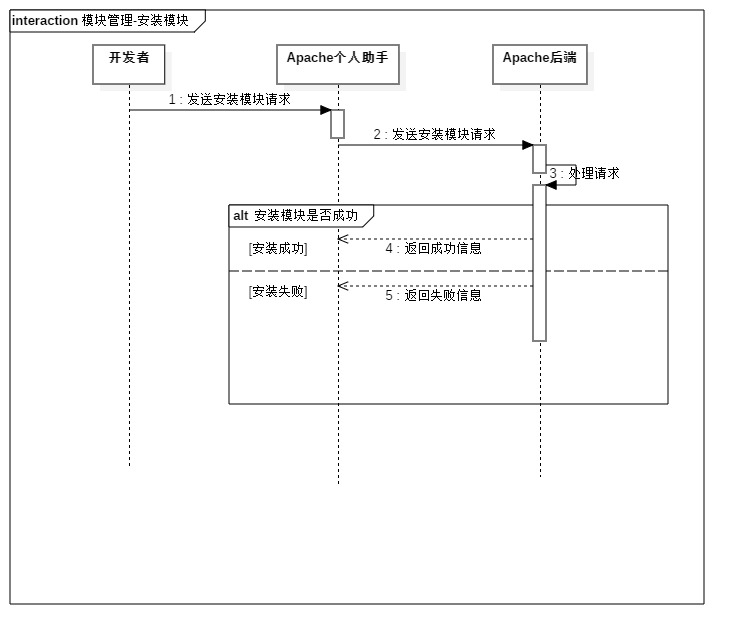 interaction 模块管理-安装模块
开发者
Apache个人助手
Apache后端
1 : 发送安装模块请求
2 : 发送安装模块请求
3 : 处理请求
alt 安装模块是否成功
[安装成功]
4 : 返回成功信息
[安装失败]
5 : 返回失败信息